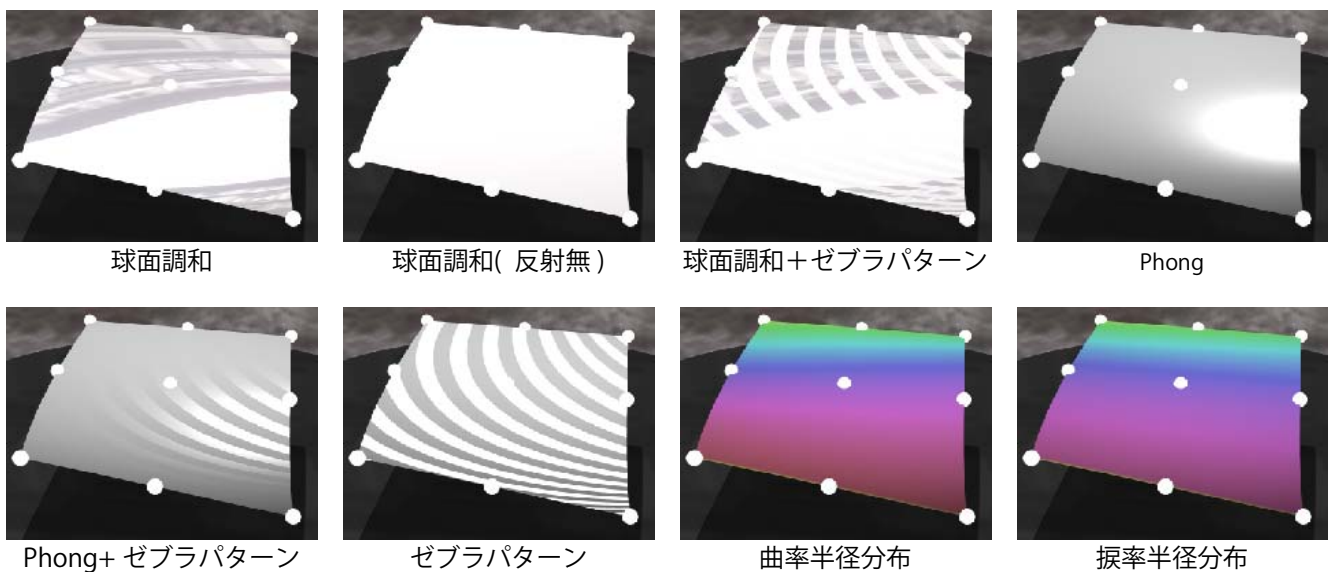 球面調和
球面調和( 反射無 )
球面調和＋ゼブラパターン
Phong
Phong+ ゼブラパターン
ゼブラパターン
曲率半径分布
捩率半径分布